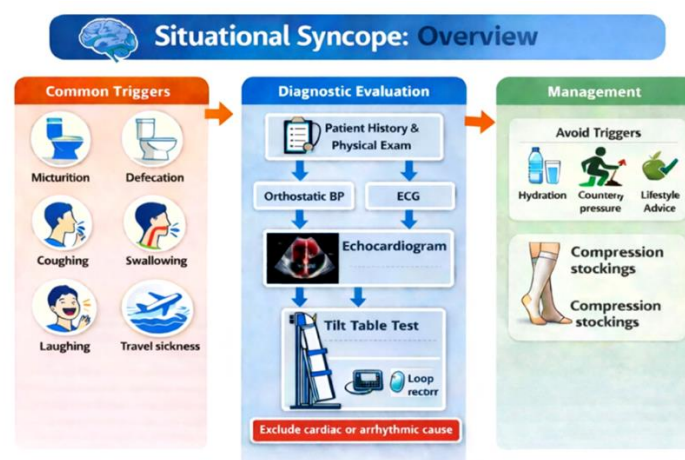 Situational Syncope: Overview
Common Triggers
Micturition
Defecation
Coughing
Swallowing
Laughing
Travel sickness
Diagnostic Evaluation
Patient History &
Physical Exam
Orthostatic BP
ECG
Echocardiogram
Tilt Table Test
Loop
recorr
Exclude cardiac or arrhythmic cause
Management
Avoid Triggers
Hydration
pressure
Lifestyle
Advice
Compression
stockings
Compression
stockings